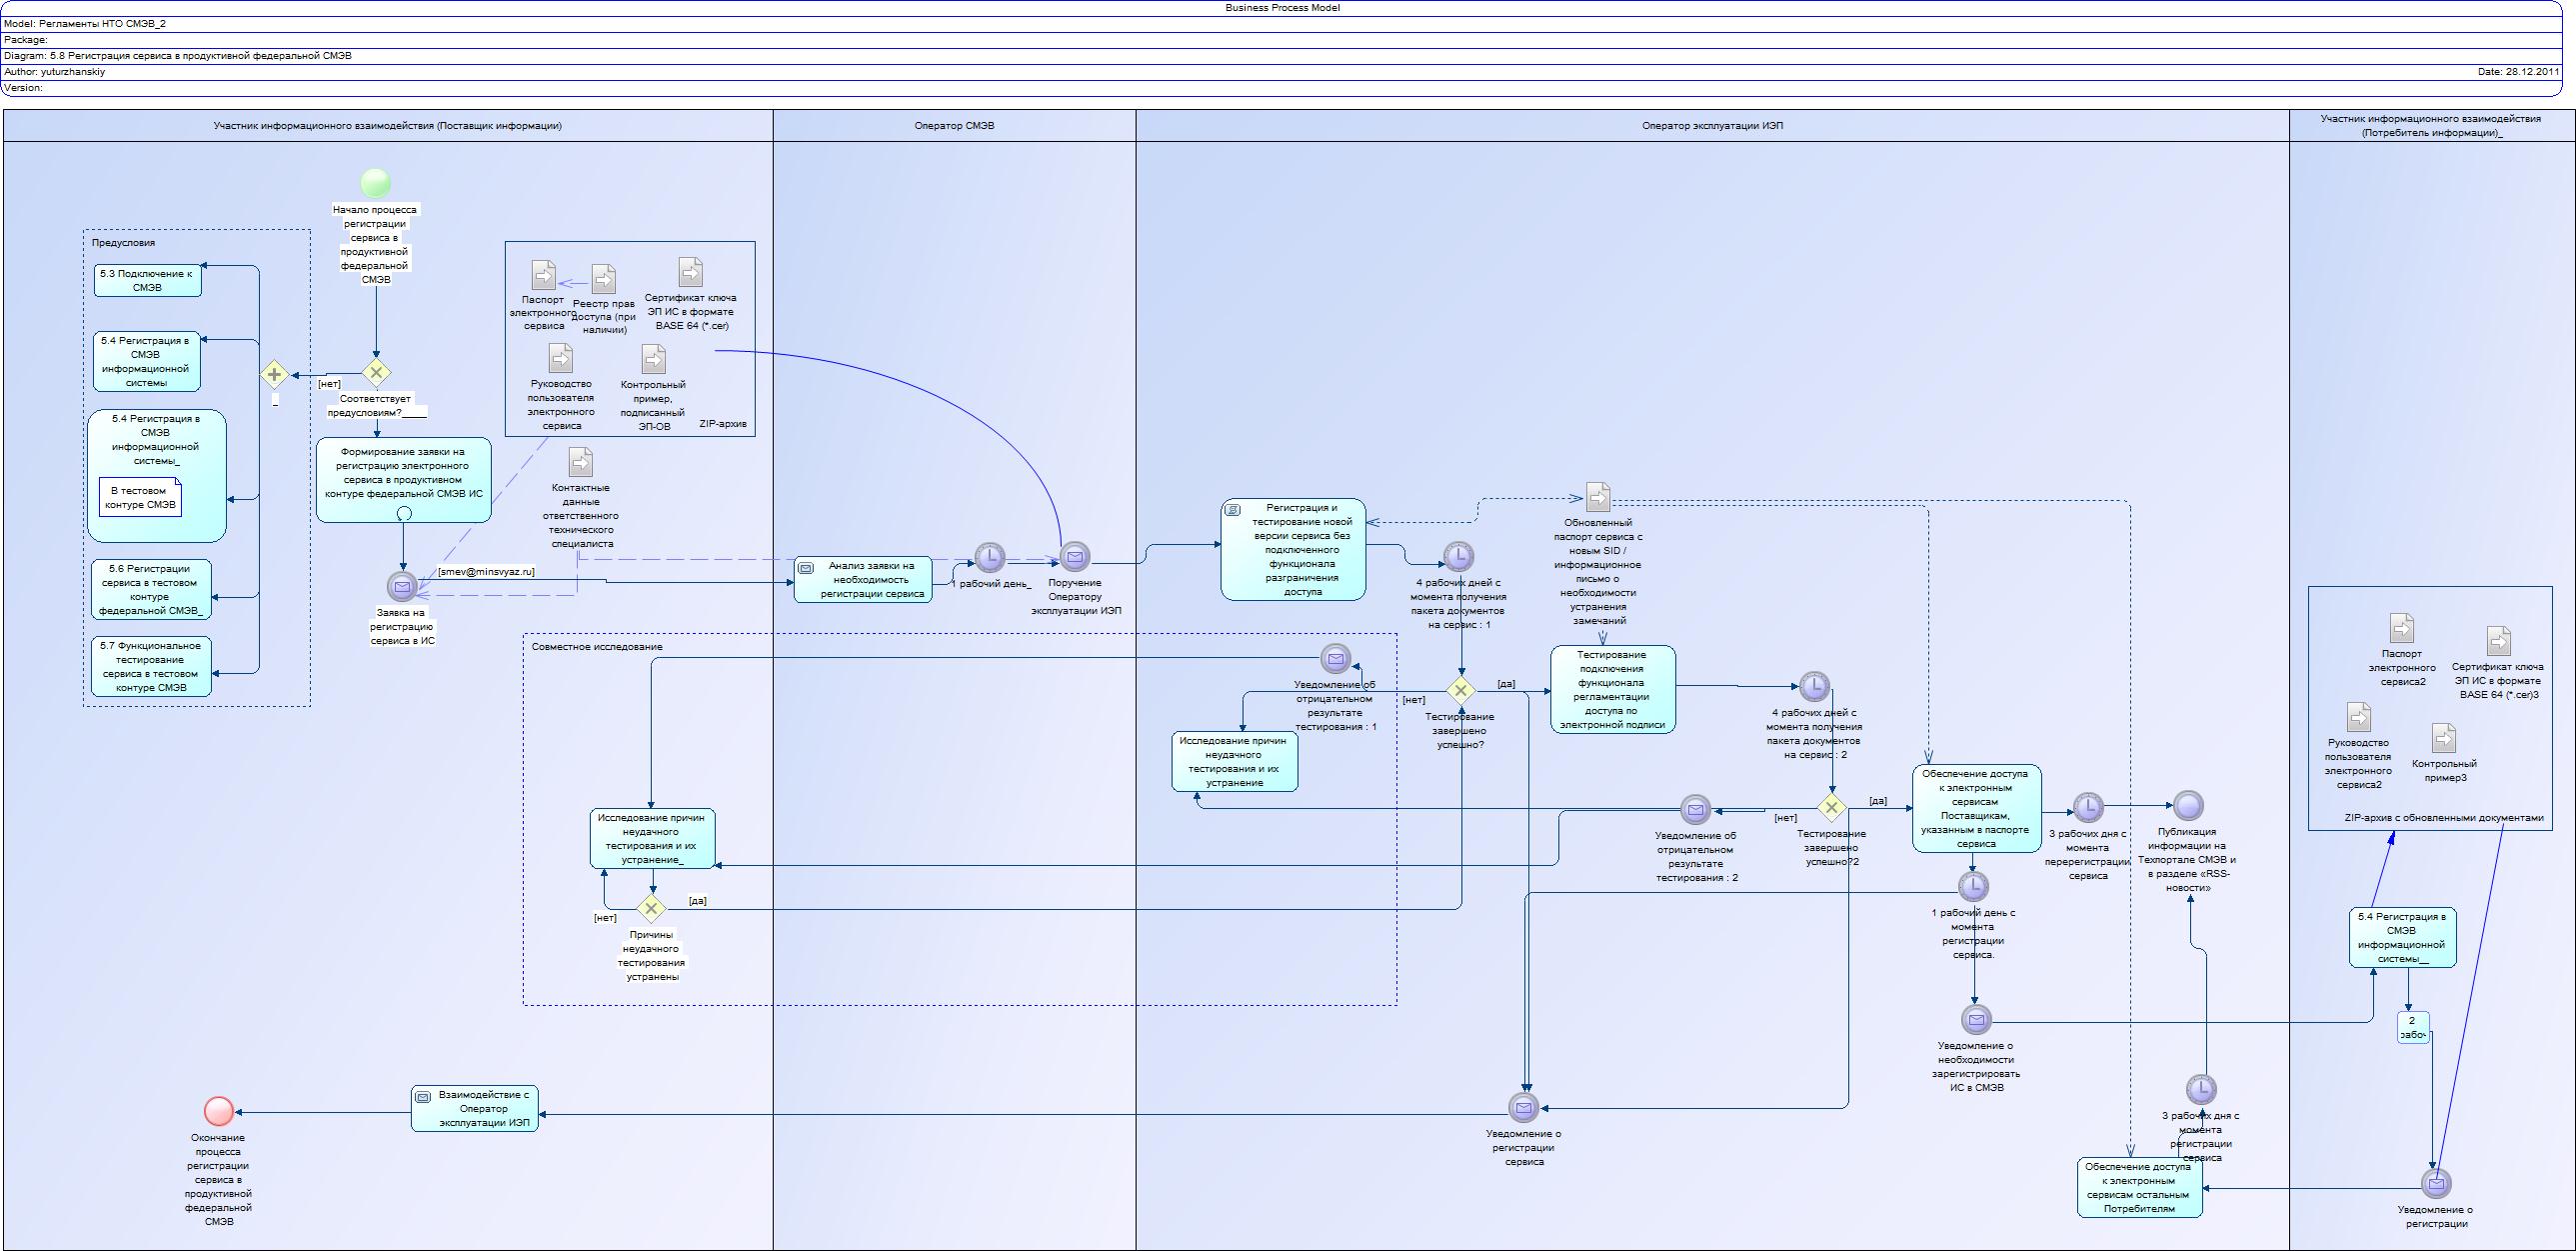 Business Process Model
Model: Регламенты НТО СМЭВ_2
Package:
Diagram: 5.8 Регистрация сервиса в продуктивной федеральной СМЭВ
Author: yuturzhanskiy
Date: 28.12.2011
Version:
Участник информационного взаимодействия (Поставщик информации)
Оператор СМЭВ
Оператор эксплуатации ИЭП
Участник информационного взаимодействия
(Потребитель информации)_
Начало процесса
регистрации
сервиса в
продуктивной
федеральной
СМЭВ
Предусловия
5.3 Подключение к
СМЭВ
5.4 Регистрация в
СМЭВ
информационной
системы
5.4 Регистрация в
СМЭВ
информационной
системы_
В тестовом
контуре СМЭВ
5.6 Регистрации
сервиса в тестовом
контуре
федеральной СМЭВ_
5.7 Функциональное
тестирование
сервиса в тестовом
контуре СМЭВ
_
[нет]
Соответствует
предусловиям?____
Формирование заявки на
регистрацию электронного
сервиса в продуктивном
контуре федеральной СМЭВ ИС
Заявка на
регистрацию
сервиса в ИС
[smev@minsvyaz.ru]
Паспорт
электронного
сервиса
Реестр прав
доступа (при
наличии)
Сертификат ключа
ЭП ИС в формате
BASE 64 (*.cer)
Руководство
пользователя
электронного
сервиса
Контрольный
пример,
подписанный
ЭП-ОВ
ZIP-архив
Контактные
данные
ответственного
технического
специалиста
Анализ заявки на
необходимость
регистрации сервиса
1 рабочий день_
Поручение
Оператору
эксплуатации ИЭП
Регистрация и
тестирование новой
версии сервиса без
подключенного
функционала
разграничения
доступа
4 рабочих дней с
момента получения
пакета документов
на сервис : 1
Обновленный
паспорт сервиса с
новым SID /
информационное
письмо о
необходимости
устранения
замечаний
Совместное исследование
Уведомление об
отрицательном
результате
тестирования : 1
[нет]
Тестирование
завершено
успешно?
[да]
Тестирование
подключения
функционала
регламентации
доступа по
электронной подписи
4 рабочих дней с
момента получения
пакета документов
на сервис : 2
Исследование причин
неудачного
тестирования и их
устранение
Исследование причин
неудачного
тестирования и их
устранение_
[нет]
[да]
Причины
неудачного
тестирования
устранены
Уведомление об
отрицательном
результате
тестирования : 2
[нет]
Тестирование
завершено
успешно?2
[да]
Обеспечение доступа
к электронным
сервисам
Поставщикам,
указанным в паспорте
сервиса
3 рабочих дня с
момента
перерегистрации
сервиса
Публикация
информации на
Техпортале СМЭВ и
в разделе «RSS-
новости»
1 рабочий день с
момента
регистрации
сервиса.
Уведомление о
необходимости
зарегистрировать
ИС в СМЭВ
Паспорт
электронного
сервиса2
Сертификат ключа
ЭП ИС в формате
BASE 64 (*.cer)3
Руководство
пользователя
электронного
сервиса2
Контрольный
пример3
ZIP-архив с обновленными документами
5.4 Регистрация в
СМЭВ
информационной
системы__
2
3 рабочих дня с
момента
регистрации
сервиса
Обеспечение доступа
к электронным
сервисам остальным
Потребителям
Уведомление о
регистрации
Уведомление о
регистрации
сервиса
Взаимодействие с
Оператор
эксплуатации ИЭП
Окончание
процесса
регистрации
сервиса в
продуктивной
федеральной
СМЭВ